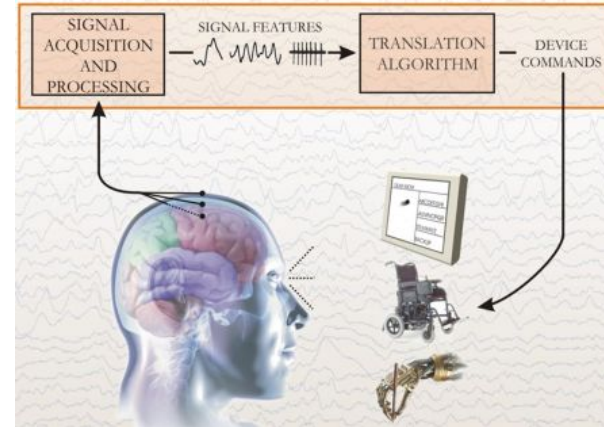 SIGNAL
ACQUISITION
AND
PROCESSING
SIGNAL FEATURES
TRANSLATION
ALGORITHM
DEVICE
COMMANDS